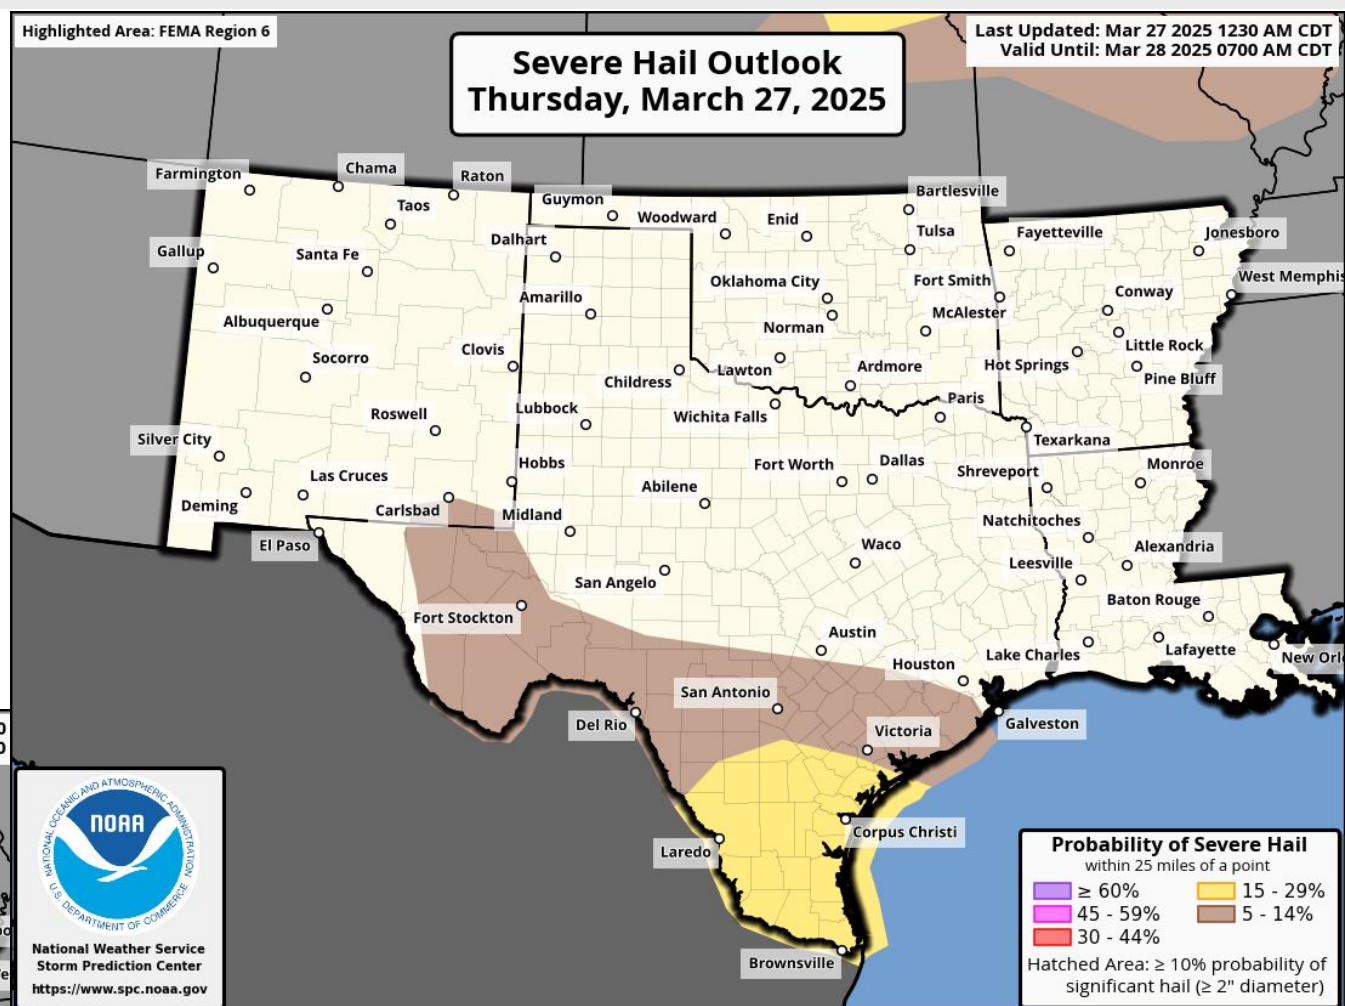 Highlighted Area: FEMA Region 6
Severe Hail Outlook
Thursday, March 27, 2025
Last Updated: Mar 27 2025 1230 AM CDT
Valid Until: Mar 28 2025 0700 AM CDT
Farmington
Chama
Raton
Taos
Guymon
Woodward
Enid
Bartlesville
Tulsa
Fayetteville
Jonesboro
Gallup
Santa Fe
Dalhart
Oklahoma City
Fort Smith
West Memphis
Albuquerque
Amarillo
Norman
McAlester
Conway
Little Rock
Socorro
Clovis
Childress
Lawton
Ardmore
Hot Springs
Pine Bluff
Roswell
Lubbock
Wichita Falls
Paris
Texarkana
Silver City
Las Cruces
Hobbs
Fort Worth
Dallas
Shreveport
Monroe
Deming
Carlsbad
Midland
Abilene
Natchitoches
El Paso
San Angelo
Waco
Leesville
Alexandria
Fort Stockton
Austin
Baton Rouge
Houston
Lake Charles
Lafayette
New Orl
San Antonio
Del Rio
Victoria
Galveston
Laredo
Corpus Christi
Brownsville
NATIONAL OCEANIC AND ATMOSPHERIC ADMINISTRATION
NOAA
U.S. DEPARTMENT OF COMMERCE
National Weather Service
Storm Prediction Center
https://www.spc.noaa.gov
Probability of Severe Hail
within 25 miles of a point
≥ 60%
15 - 29%
45 - 59%
5 - 14%
30 - 44%
Hatched Area: ≥ 10% probability of
significant hail (≥ 2" diameter)